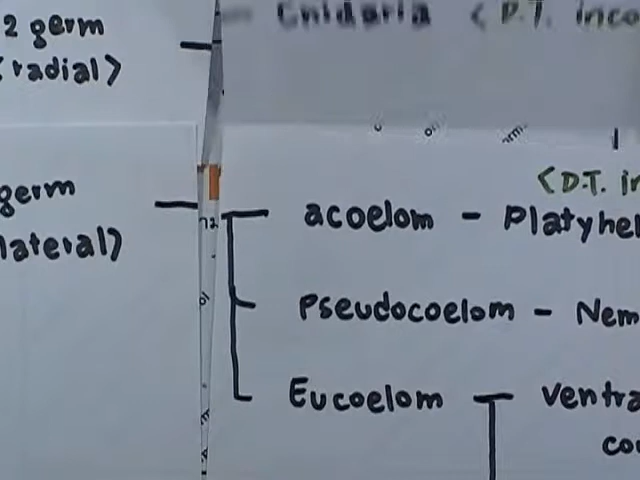 2 germ
Cnidaria (D.T. inco
(radial)
(D.T. in
germ
acoelom - Platyhel
lateral)
Pseudocoelom - Nem
Eucoelom
ventra
co